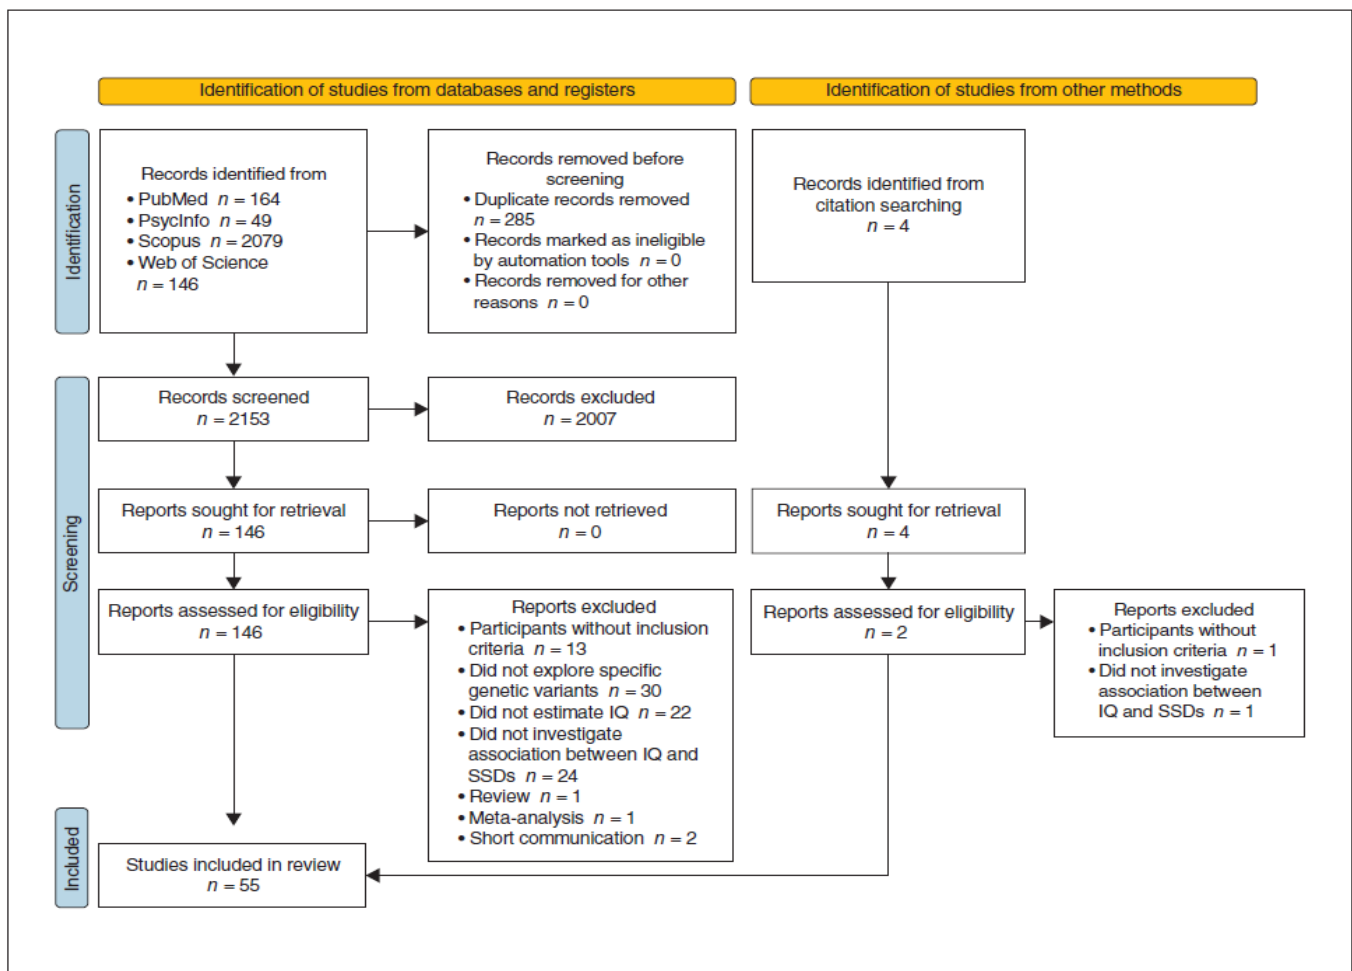 Identification of studies from databases and registers
Identification of studies from other methods
Identification
Records identified from
• PubMed n = 164
• PsycInfo n = 49
• Scopus n = 2079
• Web of Science
n = 146
Records removed before
screening
• Duplicate records removed
n = 285
• Records marked as ineligible
by automation tools n = 0
• Records removed for other
reasons n = 0
Records identified from
citation searching
n = 4
Screening
Records screened
n = 2153
Records excluded
n = 2007
Reports sought for retrieval
n = 146
Reports not retrieved
n = 0
Reports sought for retrieval
n = 4
Reports assessed for eligibility
n = 146
Reports excluded
• Participants without inclusion
criteria n = 13
• Did not explore specific
genetic variants n = 30
• Did not estimate IQ n = 22
• Did not investigate
association between IQ and
SSDs n = 24
• Review n = 1
• Meta-analysis n = 1
• Short communication n = 2
Reports assessed for eligibility
n = 2
Reports excluded
• Participants without
inclusion criteria n = 1
• Did not investigate
association between
IQ and SSDs n = 1
Included
Studies included in review
n = 55